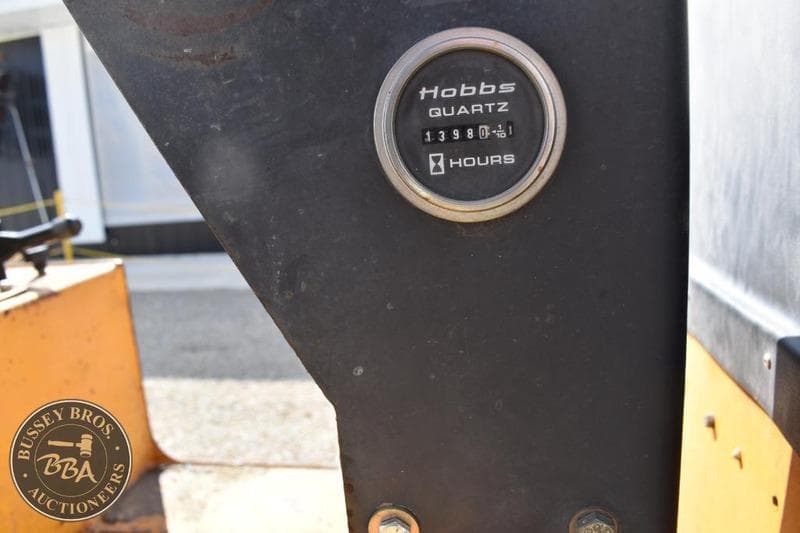 Hobbs
QUARTZ
13980 1/10
HOURS
BUSSEY BROS.
BBA
AUCTIONEERS